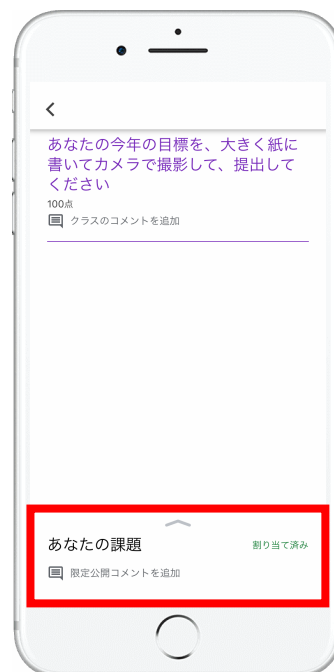 あなたの今年の目標を、大きく紙に
書いてカメラで撮影して、提出して
ください
100点
クラスのコメントを追加
あなたの課題
割り当て済み
限定公開コメントを追加